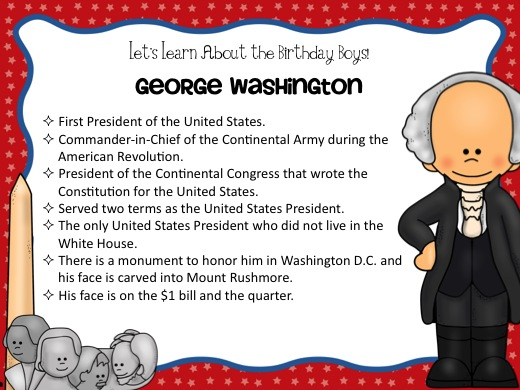 Let's Learn About the Birthday Boys!
George Washington
✧ First President of the United States.
✧ Commander-in-Chief of the Continental Army during the
American Revolution.
✧ President of the Continental Congress that wrote the
Constitution for the United States.
✧ Served two terms as the United States President.
✧ The only United States President who did not live in the
White House.
✧ There is a monument to honor him in Washington D.C. and
his face is carved into Mount Rushmore.
✧ His face is on the $1 bill and the quarter.